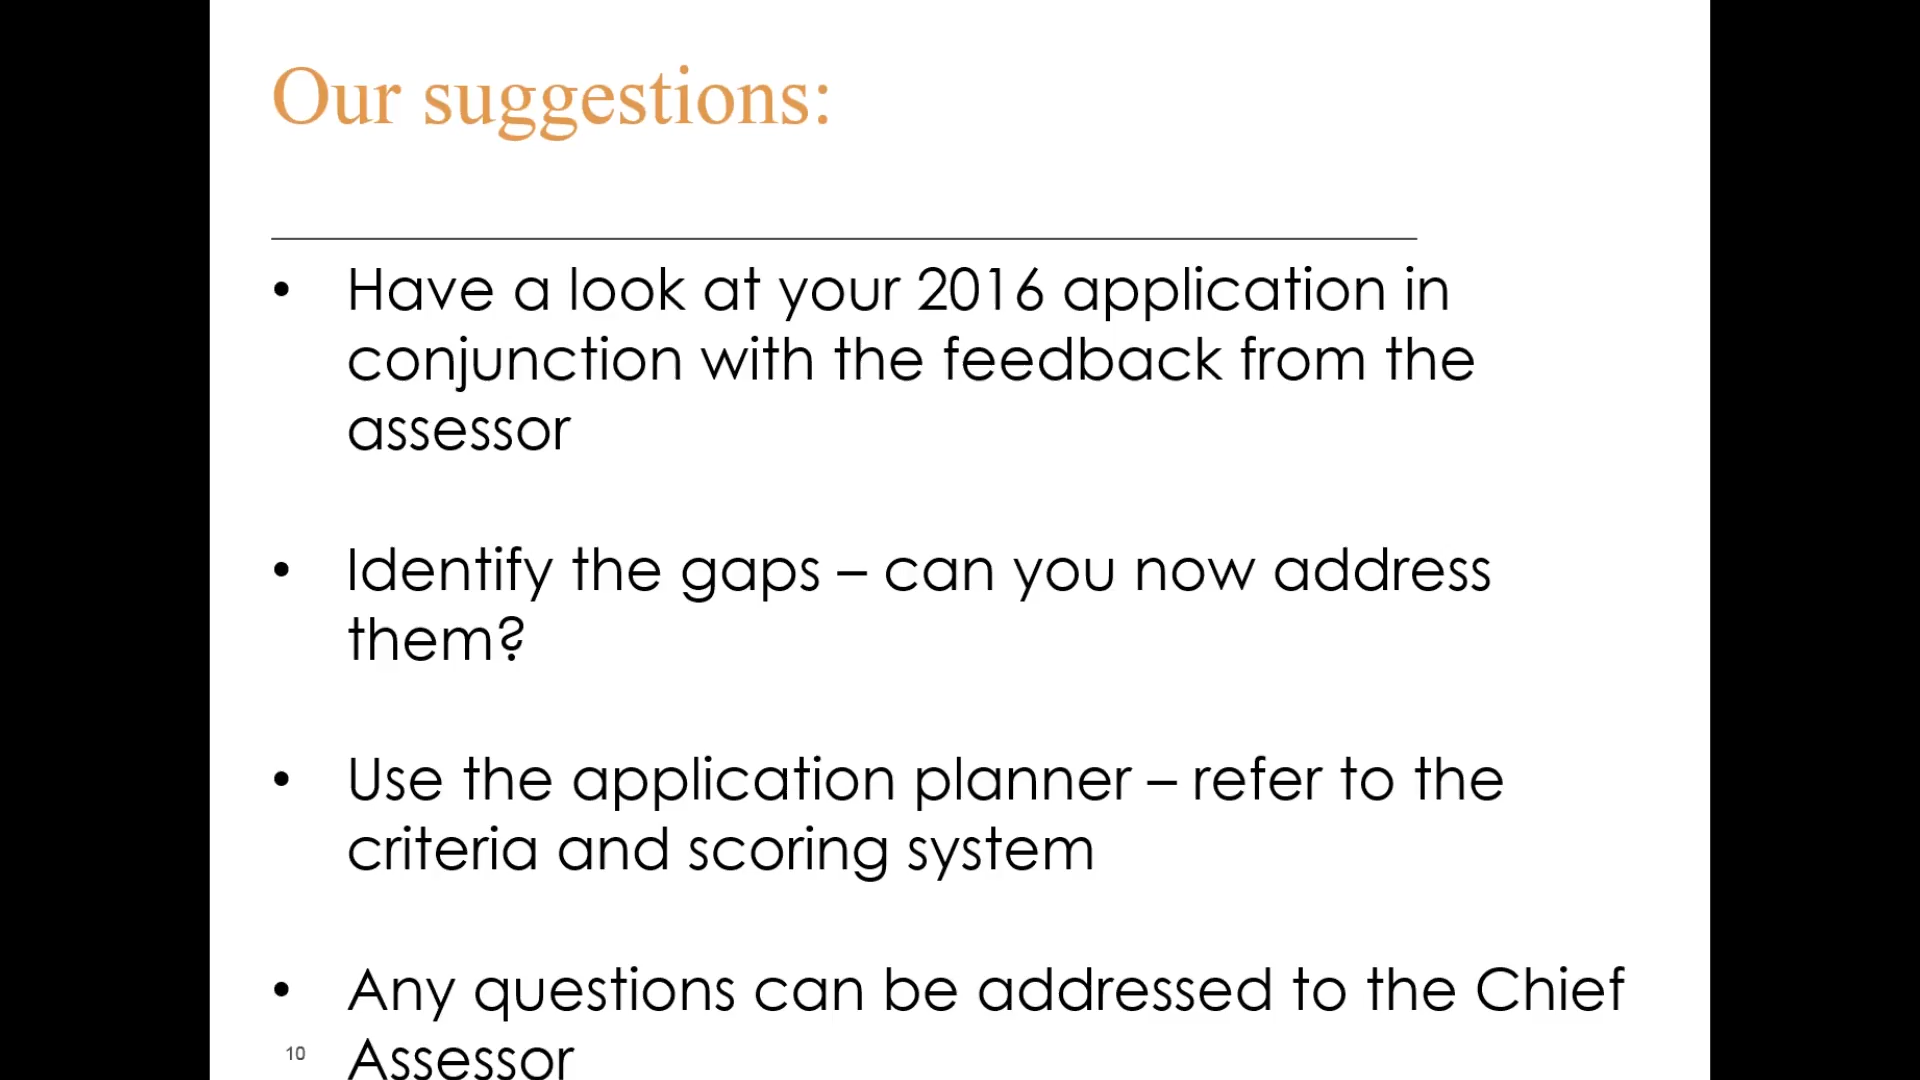 Our suggestions:
• Have a look at your 2016 application in
conjunction with the feedback from the
assessor
• Identify the gaps – can you now address
them?
• Use the application planner – refer to the
criteria and scoring system
• Any questions can be addressed to the Chief
Assessor
10